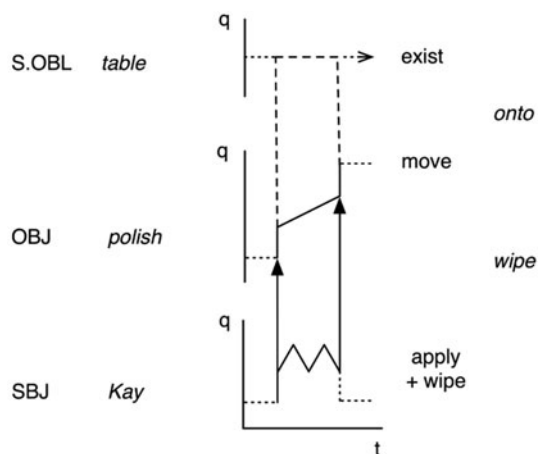 q
S.OBL table exist
onto
q
move
OBJ polish
wipe
q
apply
+ wipe
SBJ Kay
t